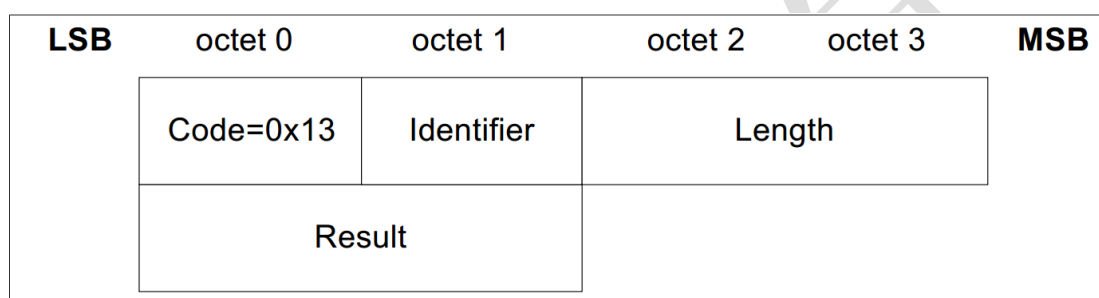 LSB octet 0 octet 1 octet 2 octet 3 MSB
Code=0x13 Identifier Length
Result